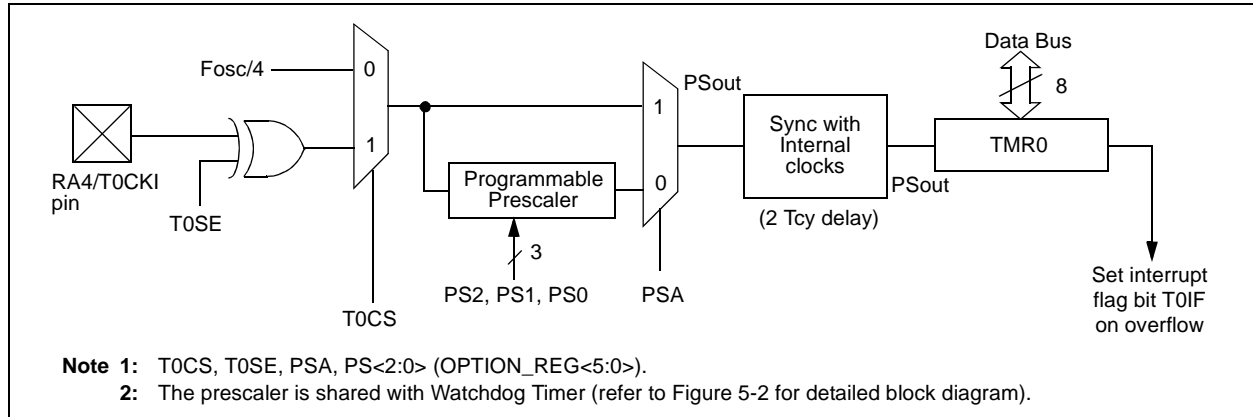 Data Bus
Fosc/4
0
PSout
8
1
Sync with
Internal
clocks
TMR0
1
RA4/T0CKI
pin
Programmable
Prescaler
0
PSout
T0SE
(2 Tcy delay)
3
PS2, PS1, PS0
PSA
T0CS
Set interrupt
flag bit T0IF
on overflow
Note 1: T0CS, T0SE, PSA, PS<2:0> (OPTION_REG<5:0>).
2: The prescaler is shared with Watchdog Timer (refer to Figure 5-2 for detailed block diagram).